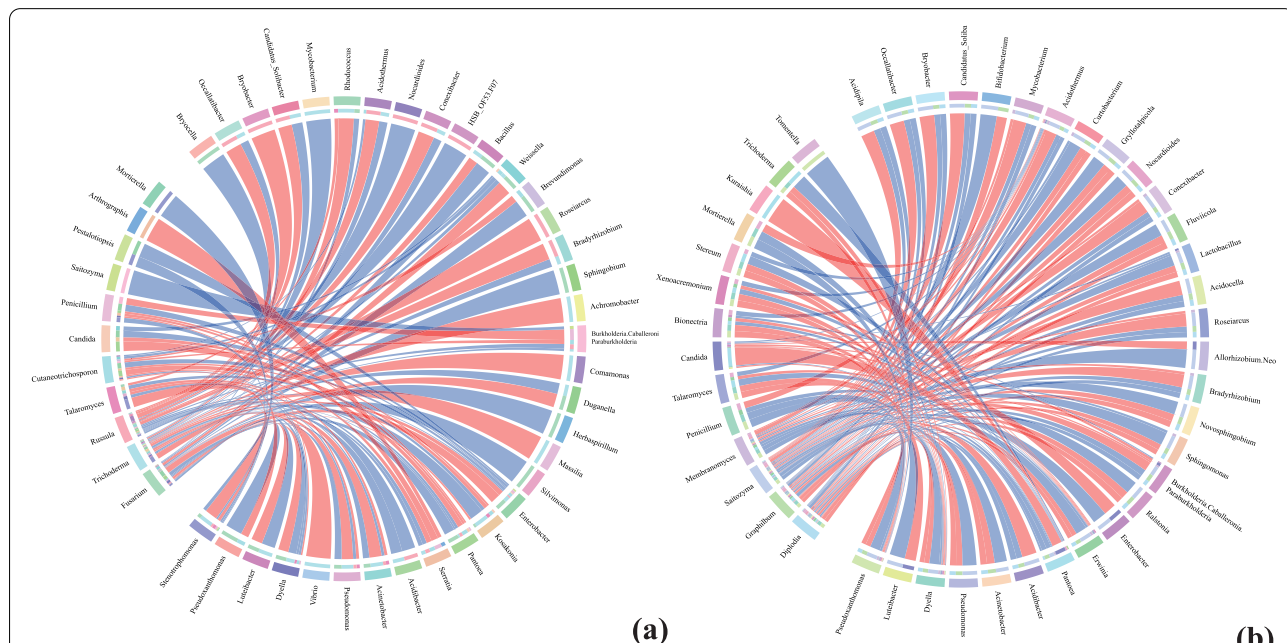 Bryocella
Occallatibacter
Bryobacter
Candidatus_Solibacter
Mycobacterium
Rhodococcus
Acidothermus
Nocardioides
Conexibacter
HSB_OF53.F07
Bacillus
Weissella
Brevundimonas
Roseiarcus
Bradyrhizobium
Sphingobium
Achromobacter
Burkholderia.Caballeroni
Paraburkholderia
Comamonas
Duganella
Herbaspirillum
Massilia
Silvimonas
Enterobacter
Kosakonia
Pantoea
Serratia
Acidibacter
Acinetobacter
Pseudomonas
Vibrio
Dyella
Luteibacter
Pseudoxanthomonas
Stenotrophomonas
Fusarium
Trichoderma
Russula
Talaromyces
Cutaneotrichosporon
Candida
Penicillium
Saitozyma
Pestalotiopsis
Arthrographis
Mortierella
(a)
Acidipila
Occallatibacter
Bryobacter
Candidatus_Soliba
Bifidobacterium
Mycobacterium
Acidothermus
Curtobacterium
Gryllotalpicola
Nocardioides
Conexibacter
Fluviicola
Lactobacillus
Acidocella
Roseiarcus
Allorhizobium.Neo
Bradyrhizobium
Novosphingobium
Sphingomonas
Burkholderia.Caballeronia.
Paraburkholderia
Ralstonia
Enterobacter
Erwinia
Pantoea
Acidibacter
Acinetobacter
Pseudomonas
Dyella
Luteibacter
Pseudoxanthomonas
Diplodia
Graphilbum
Saitozyma
Membranomyces
Penicillium
Talaromyces
Candida
Bionectria
Xenoacremonium
Stereum
Mortierella
Kuraishia
Trichoderma
Tomentella
(b)